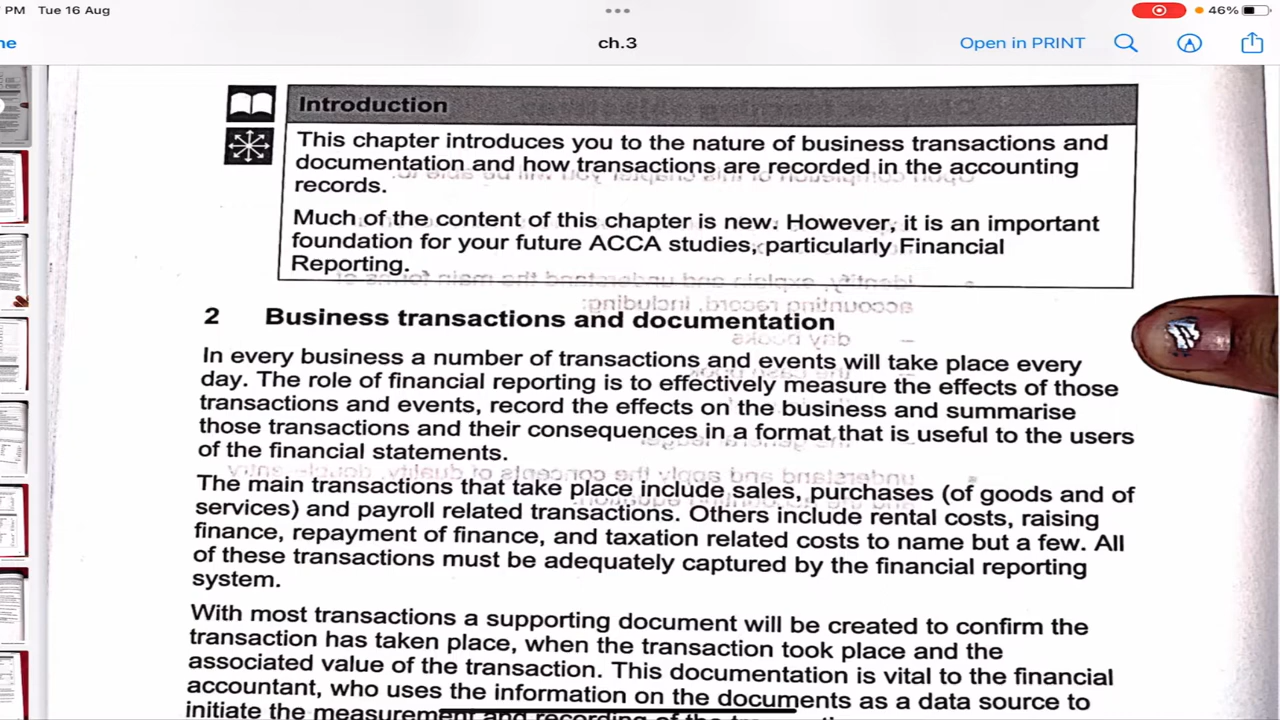 PM Tue 16 Aug
46%
ne
ch.3
Open in PRINT
Introduction
This chapter introduces you to the nature of business transactions and
documentation and how transactions are recorded in the accounting
records.
Much of the content of this chapter is new. However, it is an important
foundation for your future ACCA studies, particularly Financial
Reporting.
2 Business transactions and documentation
In every business a number of transactions and events will take place every
day. The role of financial reporting is to effectively measure the effects of those
transactions and events, record the effects on the business and summarise
those transactions and their consequences in a format that is useful to the users
of the financial statements.
The main transactions that take place include sales, purchases (of goods and of
services) and payroll related transactions. Others include rental costs, raising
finance, repayment of finance, and taxation related costs to name but a few. All
of these transactions must be adequately captured by the financial reporting
system.
With most transactions a supporting document will be created to confirm the
transaction has taken place, when the transaction took place and the
associated value of the transaction. This documentation is vital to the financial
accountant, who uses the information on the documents as a data source to
initiate the measurement and recording of the